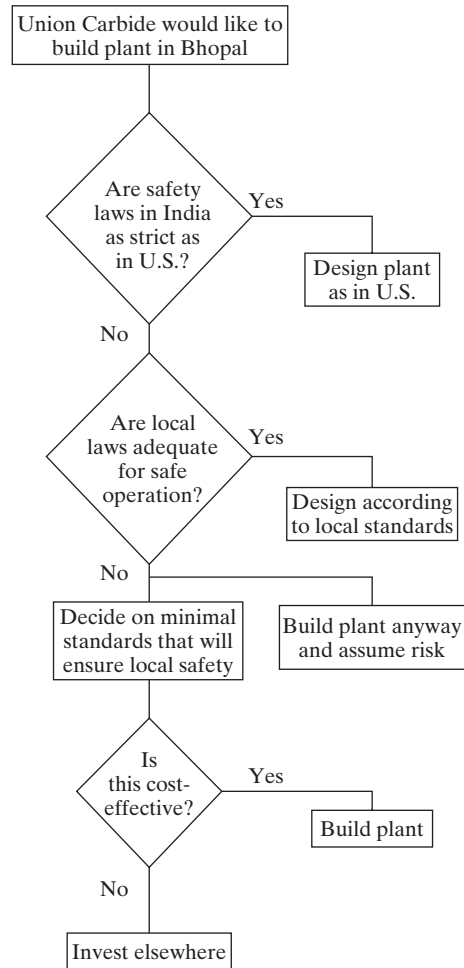 Union Carbide would like to
build plant in Bhopal
Are safety
laws in India
as strict as
in U.S.?
Yes
Design plant
as in U.S.
No
Are local
laws adequate
for safe
operation?
Yes
Design according
to local standards
No
Decide on minimal
standards that will
ensure local safety
Build plant anyway
and assume risk
Is
this cost-
effective?
Yes
Build plant
No
Invest elsewhere